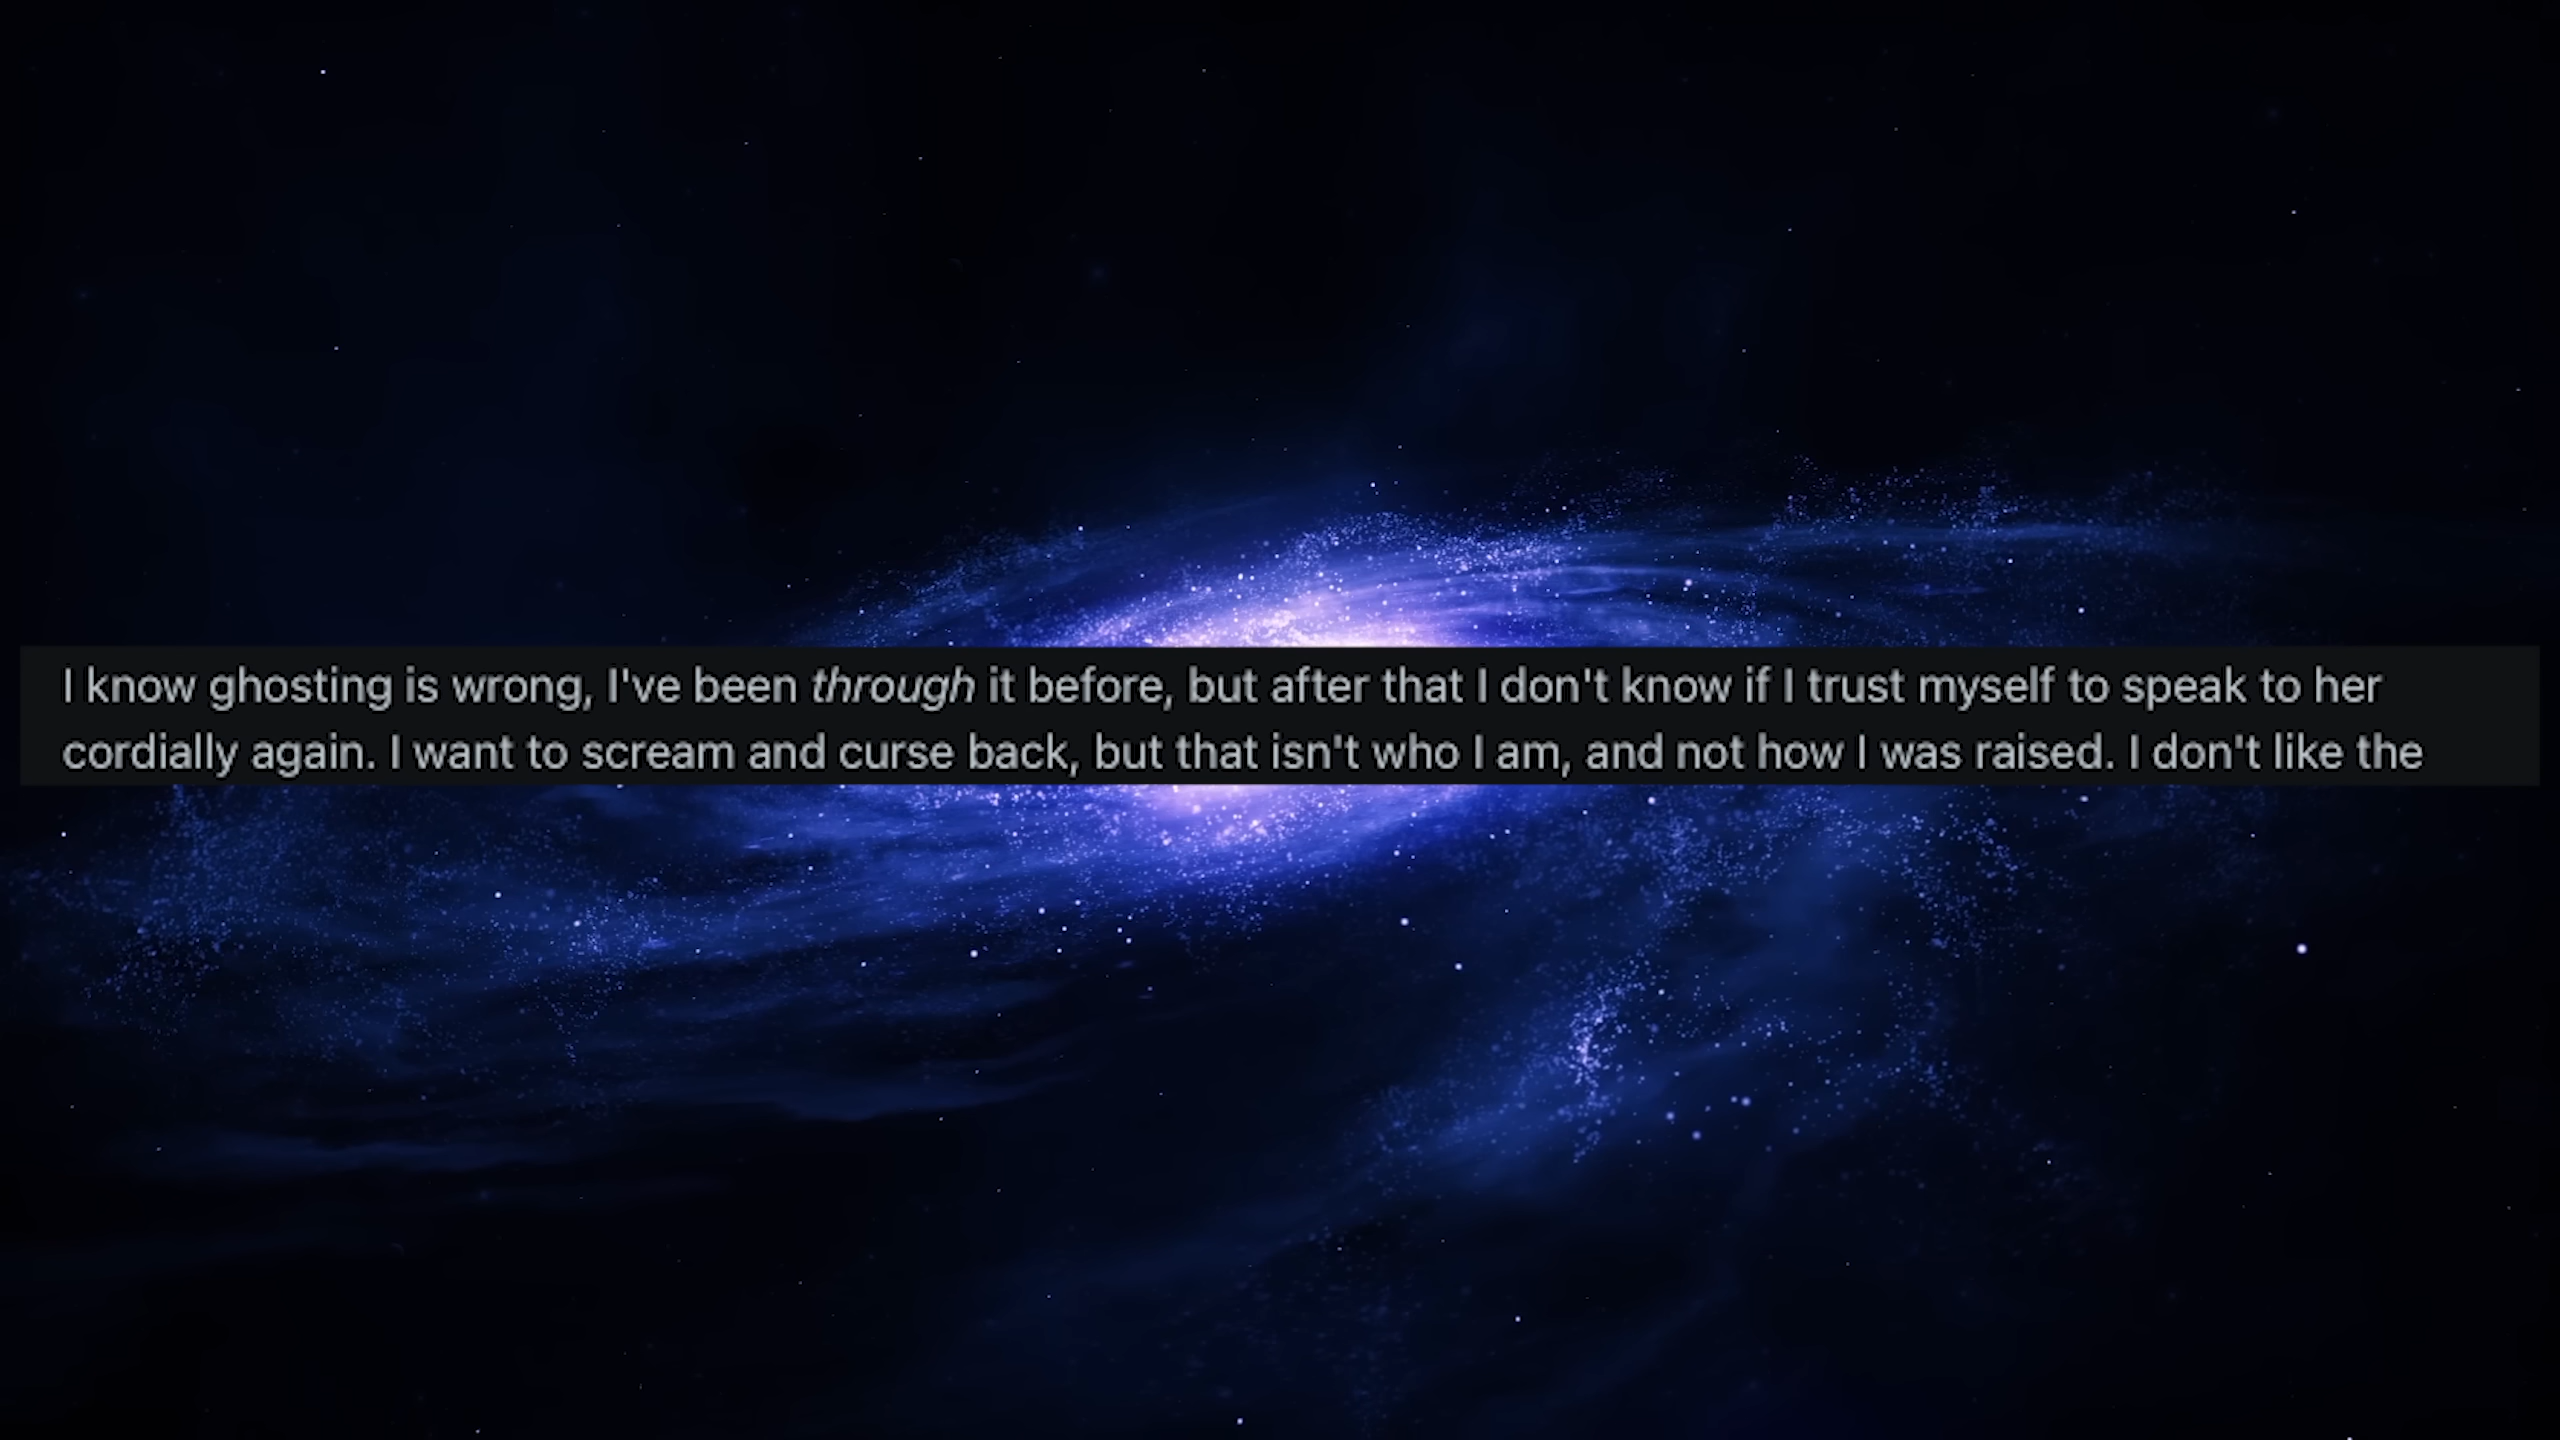 I know ghosting is wrong, I've been through it before, but after that I don't know if I trust myself to speak to her
cordially again. I want to scream and curse back, but that isn't who I am, and not how I was raised. I don't like the